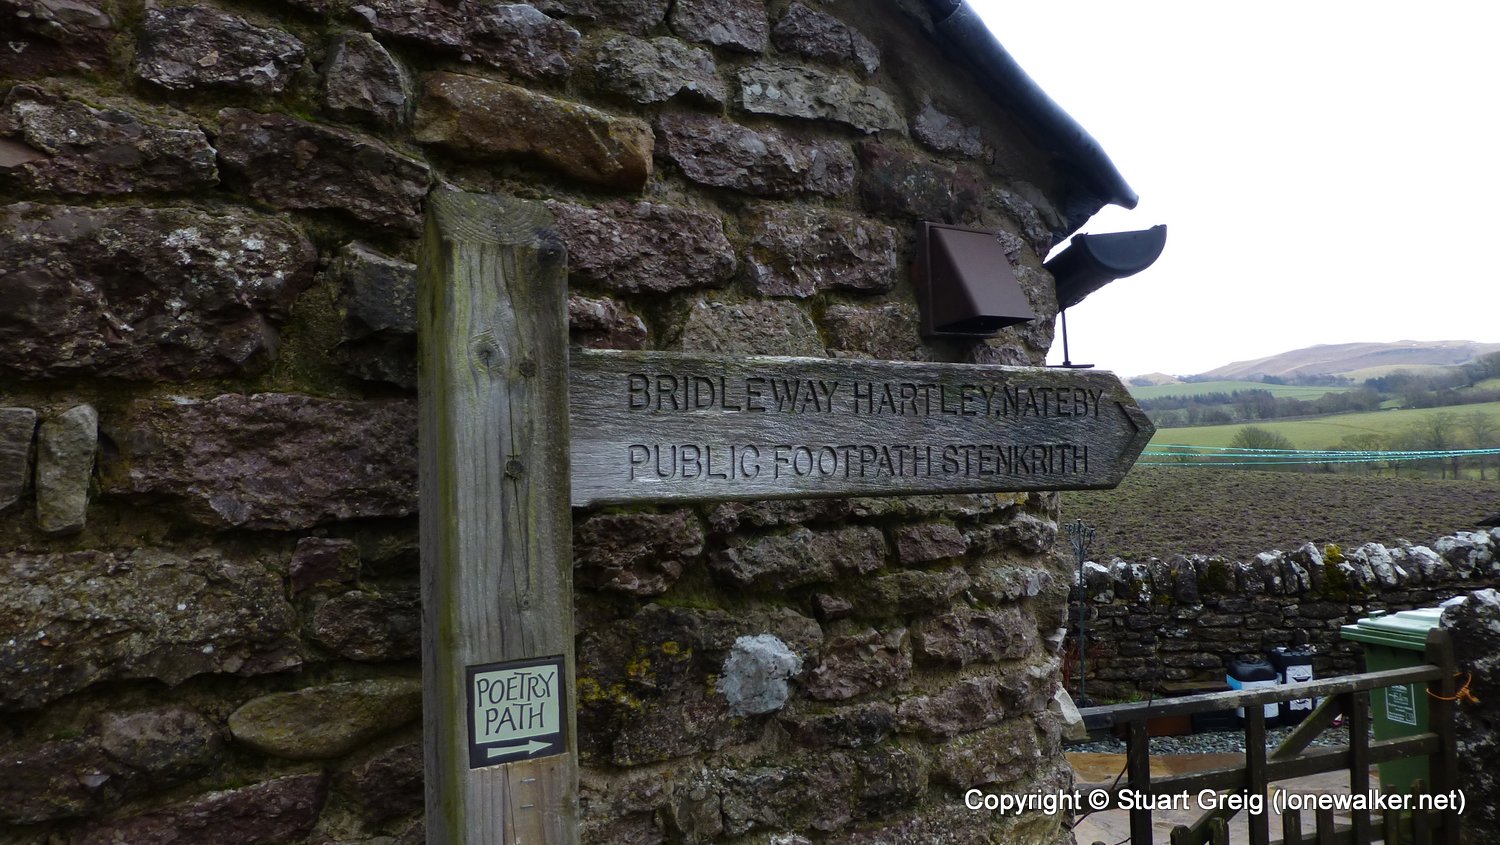 BRIDLEWAY HARTLEY,NATEBY
PUBLIC FOOTPATH STENKRITH
POETRY
PATH
Copyright © Stuart Greig (lonewalker.net)